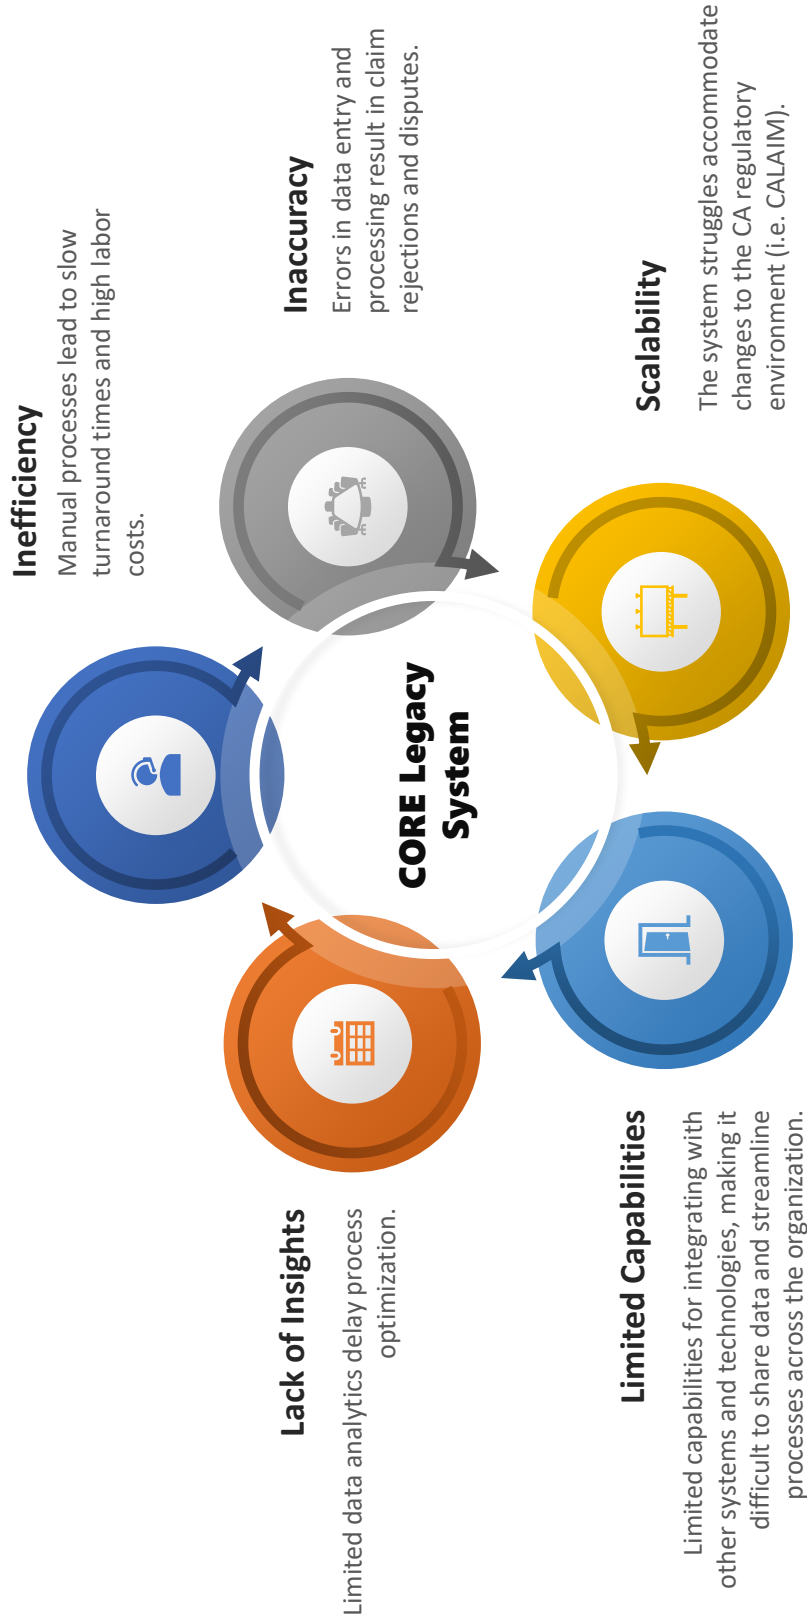 Inefficiency
Manual processes lead to slow
turnaround times and high labor
costs.
Inaccuracy
Errors in data entry and
processing result in claim
rejections and disputes.
Scalability
The system struggles accommodate
changes to the CA regulatory
environment (i.e. CALAIM).
Limited Capabilities
Limited capabilities for integrating with
other systems and technologies, making it
difficult to share data and streamline
processes across the organization.
Lack of Insights
Limited data analytics delay process
optimization.
CORE Legacy
System